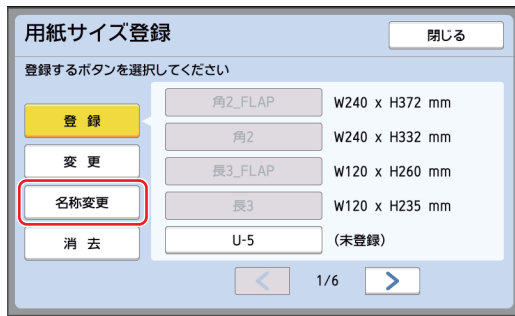 用紙サイズ登録
閉じる
登録するボタンを選択してください
登 録
変 更
名称変更
消 去
角2_FLAP W240 x H372 mm
角2 W240 x H332 mm
長3_FLAP W120 x H260 mm
長3 W120 x H235 mm
U-5 (未登録)
1/6